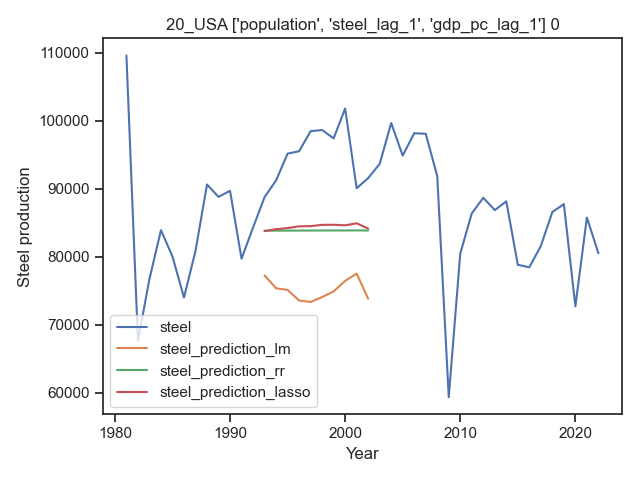 20_USA ['population', 'steel_lag_1', 'gdp_pc_lag_1'] 0
110000
100000
90000
80000
70000
60000
Steel production
steel
steel_prediction_lm
steel_prediction_rr
steel_prediction_lasso
1980
1990
2000
2010
2020
Year